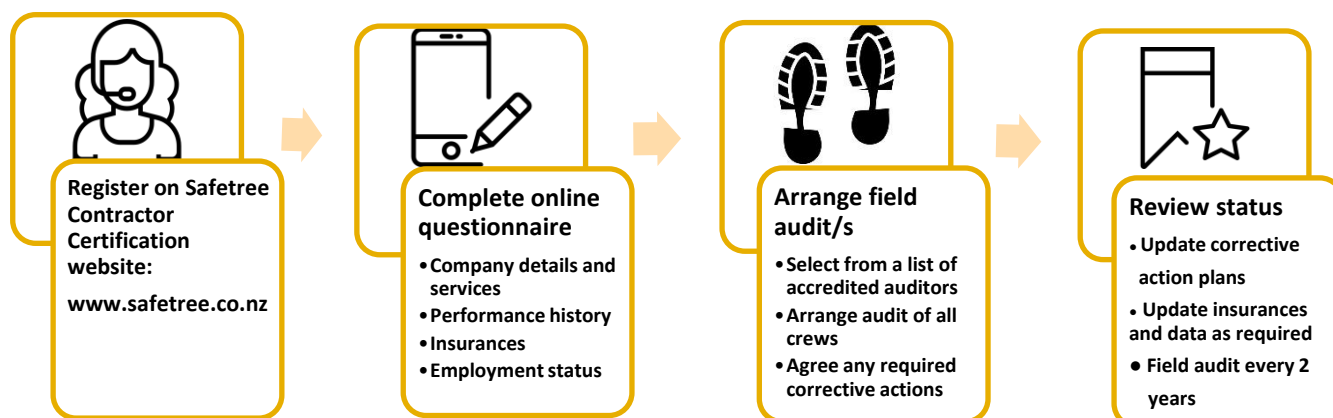 Register on Safetree
Contractor
Certification
website:
www.safetree.co.nz
Complete online
questionnaire
•Company details and
services
•Performance history
•Insurances
•Employment status
Arrange field
audit/s
•Select from a list of
accredited auditors
•Arrange audit of all
crews
•Agree any required
corrective actions
Review status
• Update corrective
action plans
• Update insurances
and data as required
● Field audit every 2
years